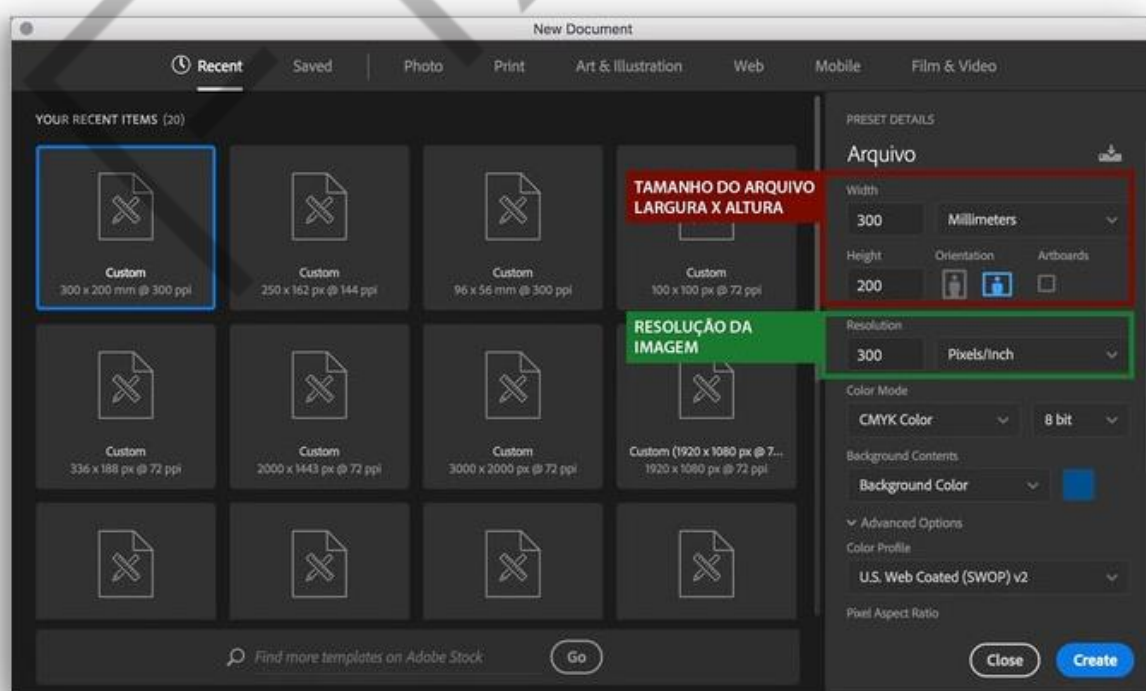 New Document
Recent
Saved
Photo
Print
Art & Illustration
Web
Mobile
Film & Video
YOUR RECENT ITEMS (20)
Custom
300 x 200 mm @ 300 ppi
Custom
250 x 162 px @ 144 ppi
Custom
96 x 56 mm @ 300 ppi
Custom
100 x 100 px @ 72 ppi
Custom
336 x 188 px @ 72 ppi
Custom
2000 x 1443 px @ 72 ppi
Custom
3000 x 2000 px @ 72 ppi
Custom (1920 x 1080 px @ 7...
1920 x 1080 px @ 72 ppi
Find more templates on Adobe Stock
Go
PRESET DETAILS
Arquivo
TAMANHO DO ARQUIVO
LARGURA X ALTURA
Width
300
Millimeters
Height
Orientation
Artboards
200
RESOLUÇÃO DA
IMAGEM
Resolution
300
Pixels/Inch
Color Mode
CMYK Color
8 bit
Background Contents
Background Color
Advanced Options
Color Profile
U.S. Web Coated (SWOP) v2
Pixel Aspect Ratio
Close
Create